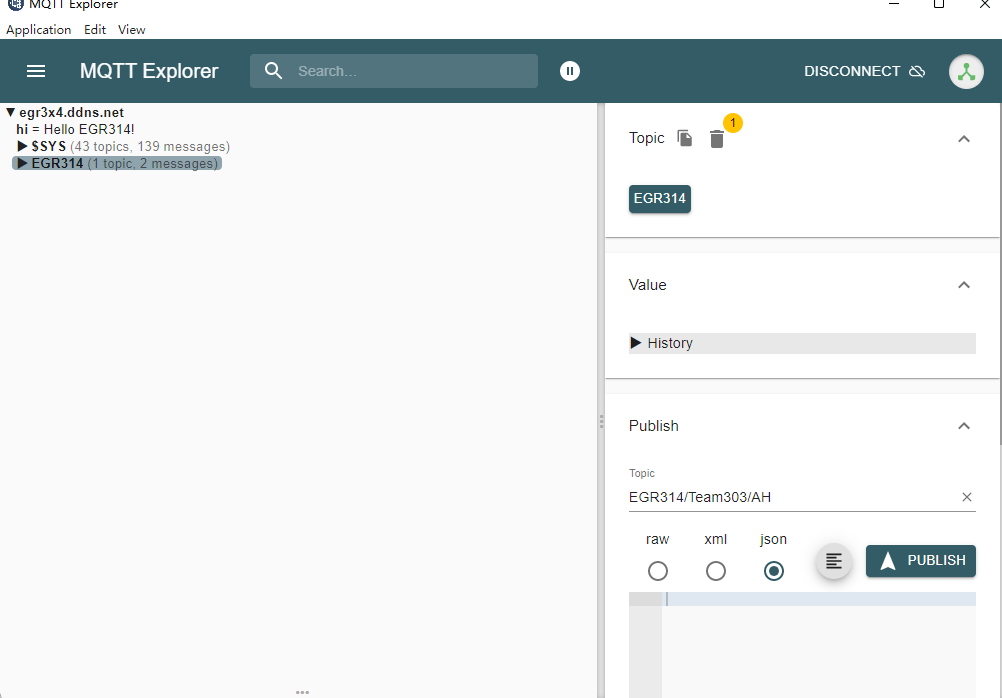 MQTT Explorer
Application Edit View
MQTT Explorer Search... DISCONNECT
▼ egr3x4.ddns.net
hi = Hello EGR314!
▶ $SYS (43 topics, 139 messages)
▶ EGR314 (1 topic, 2 messages)
Topic 1
EGR314
Value
▶ History
Publish
Topic
EGR314/Team303/AH
raw xml json
PUBLISH